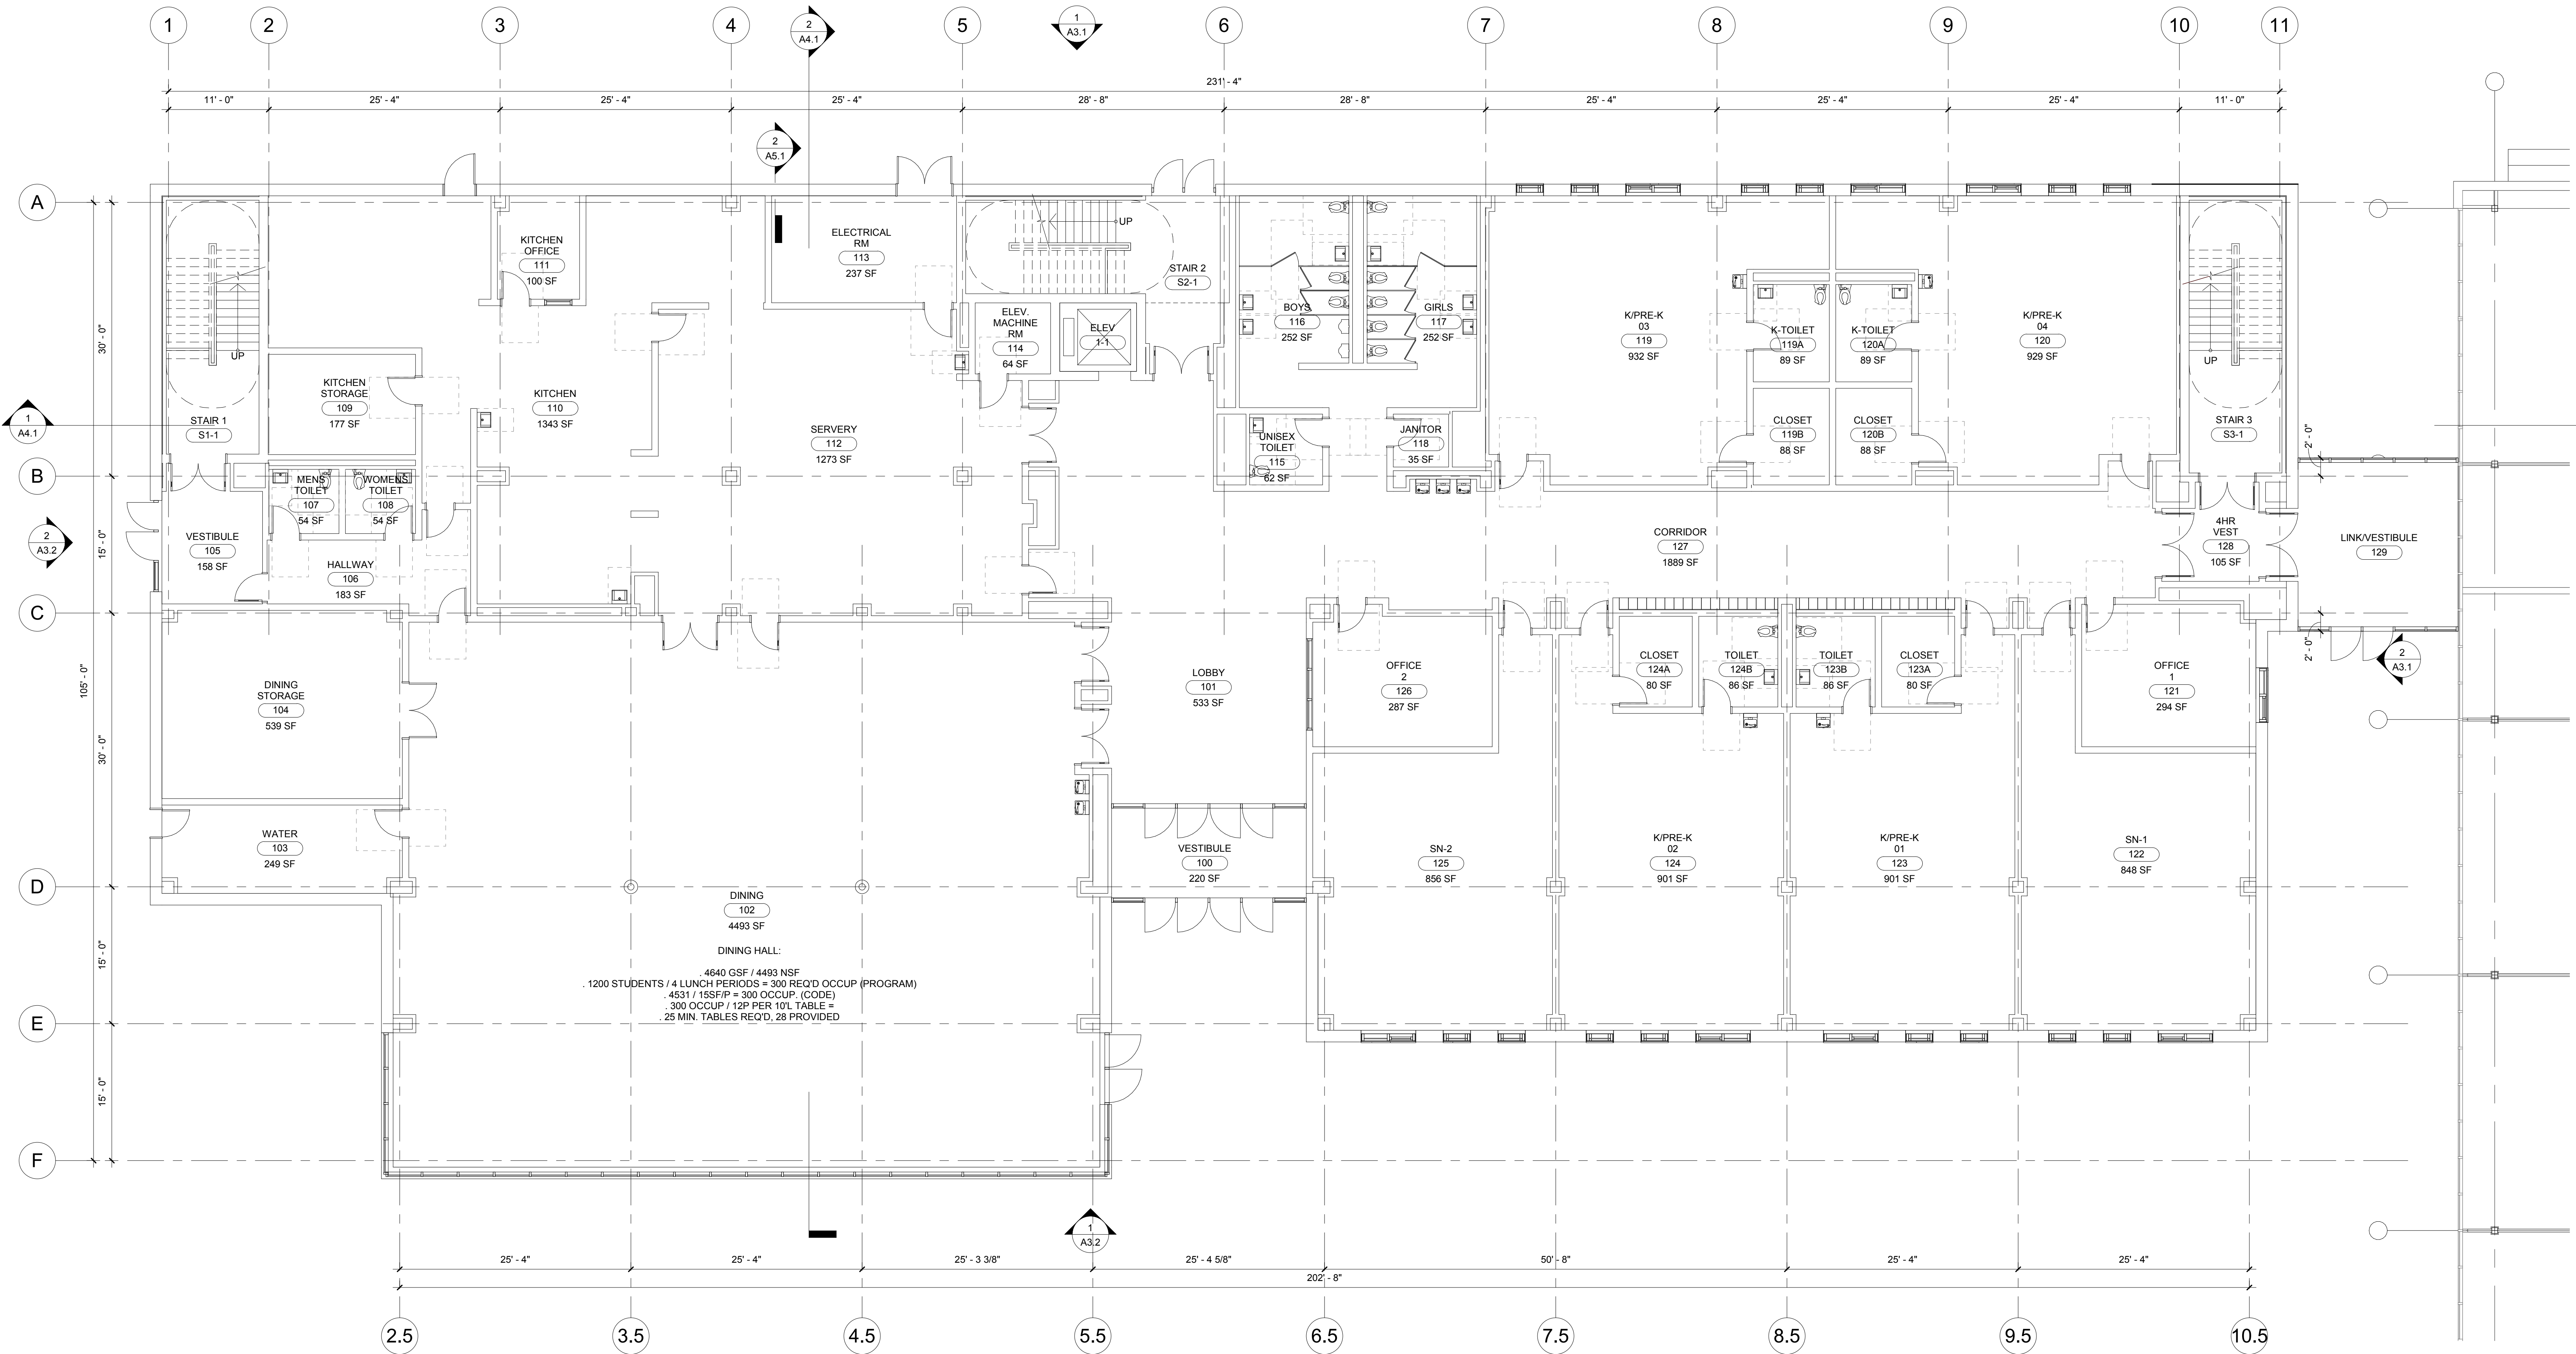 1
2
3
4
5
6
7
8
9
10
11
2
A4.1
1
A3.1
231' - 4"
11' - 0"
25' - 4"
25' - 4"
25' - 4"
28' - 8"
28' - 8"
25' - 4"
25' - 4"
25' - 4"
11' - 0"
2
A5.1
A
B
C
D
E
F
105' - 0"
30' - 0"
15' - 0"
30' - 0"
15' - 0"
15' - 0"
1
A4.1
2
A3.2
UP
STAIR 1
S1-1
KITCHEN
OFFICE
111
100 SF
ELECTRICAL
RM
113
237 SF
UP
STAIR 2
S2-1
ELEV.
MACHINE
RM
114
64 SF
ELEV
1-1
BOYS
116
252 SF
GIRLS
117
252 SF
K/PRE-K
03
119
932 SF
K-TOILET
119A
89 SF
K-TOILET
120A
89 SF
K/PRE-K
04
120
929 SF
UP
STAIR 3
S3-1
KITCHEN
STORAGE
109
177 SF
KITCHEN
110
1343 SF
SERVERY
112
1273 SF
UNISEX
TOILET
115
62 SF
JANITOR
118
35 SF
CLOSET
119B
88 SF
CLOSET
120B
88 SF
2' - 0"
2' - 0"
MENS
TOILET
107
54 SF
WOMENS
TOILET
108
54 SF
VESTIBULE
105
158 SF
HALLWAY
106
183 SF
CORRIDOR
127
1889 SF
4HR
VEST
128
105 SF
LINK/VESTIBULE
129
2
A3.1
DINING
STORAGE
104
539 SF
LOBBY
101
533 SF
OFFICE
2
126
287 SF
CLOSET
124A
80 SF
TOILET
124B
86 SF
TOILET
123B
86 SF
CLOSET
123A
80 SF
OFFICE
1
121
294 SF
WATER
103
249 SF
VESTIBULE
100
220 SF
SN-2
125
856 SF
K/PRE-K
02
124
901 SF
K/PRE-K
01
123
901 SF
SN-1
122
848 SF
DINING
102
4493 SF
DINING HALL:
. 4640 GSF / 4493 NSF
. 1200 STUDENTS / 4 LUNCH PERIODS = 300 REQ'D OCCUP (PROGRAM)
. 4531 / 15SF/P = 300 OCCUP. (CODE)
. 300 OCCUP / 12P PER 10'L TABLE =
. 25 MIN. TABLES REQ'D, 28 PROVIDED
1
A3.2
25' - 4"
25' - 4"
25' - 3 3/8"
25' - 4 5/8"
50' - 8"
25' - 4"
25' - 4"
202' - 8"
2.5
3.5
4.5
5.5
6.5
7.5
8.5
9.5
10.5